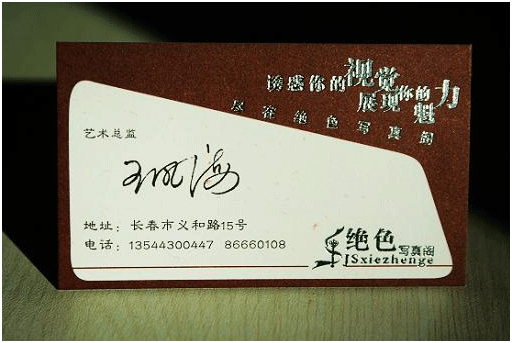 诱惑你的视觉
展现你的魅力
尽在绝色写真阁
艺术总监
地址：长春市义和路15号
电话：13544300447 86660108
绝色写真阁
JSxiezhenge